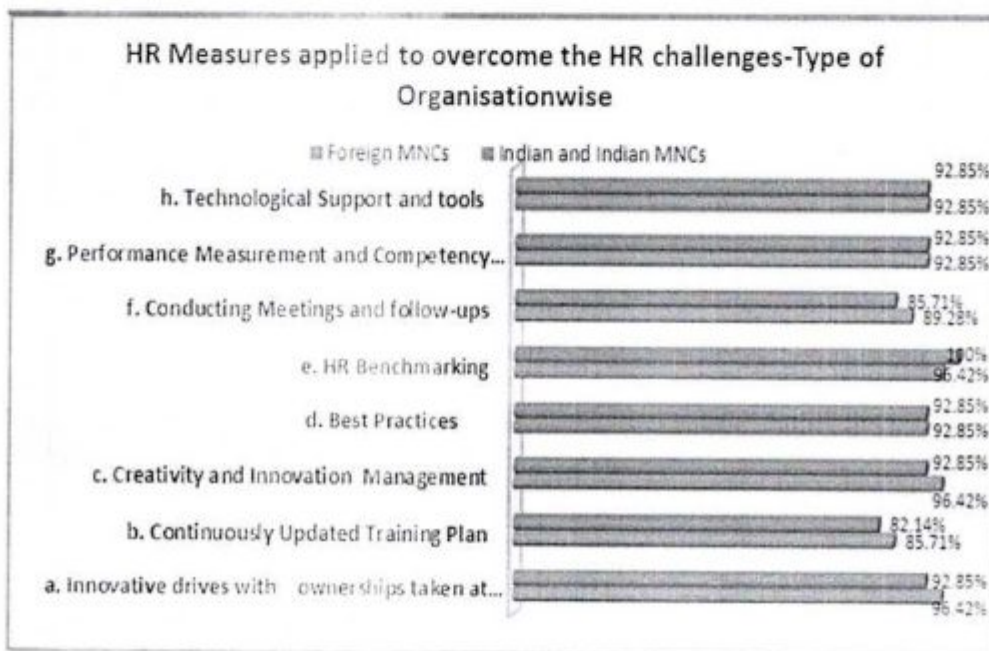 HR Measures applied to overcome the HR challenges-Type of
Organisationwise
Foreign MNCs Indian and Indian MNCs
92.85%
h. Technological Support and tools
92.85%
92.85%
g. Performance Measurement and Competency...
92.85%
85.71%
f. Conducting Meetings and follow-ups
89.28%
100%
e. HR Benchmarking
96.42%
92.85%
d. Best Practices
92.85%
92.85%
c. Creativity and Innovation Management
96.42%
82.14%
b. Continuously Updated Training Plan
85.71%
92.85%
a. Innovative drives with ownerships taken at...
96.42%